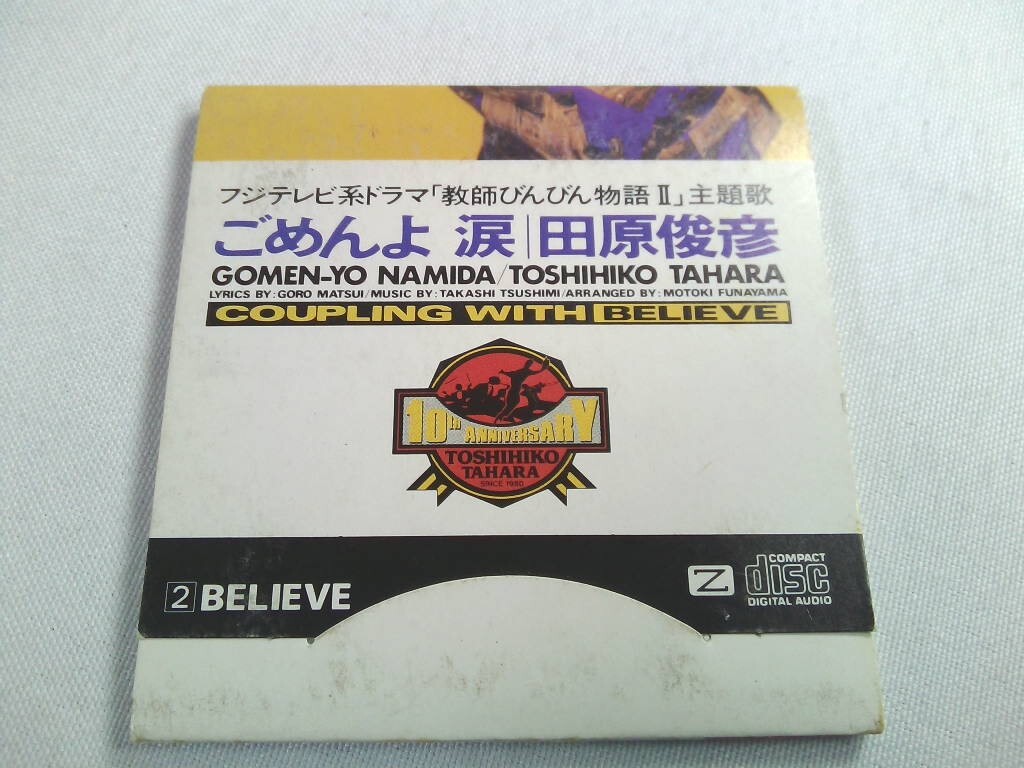 フジテレビ系ドラマ「教師びんびん物語Ⅱ」主題歌
ごめんよ 涙|田原俊彦
GOMEN-YO NAMIDA/TOSHIHIKO TAHARA
LYRICS BY:GORO MATSUI/MUSIC BY:TAKASHI TSUSHIMI/ARRANGED BY:MOTOKI FUNAYAMA
COUPLING WITH BELIEVE
10th ANNIVERSARY
TOSHIHIKO
TAHARA
SINCE 1980
2 BELIEVE
Z
COMPACT
disc
DIGITAL AUDIO